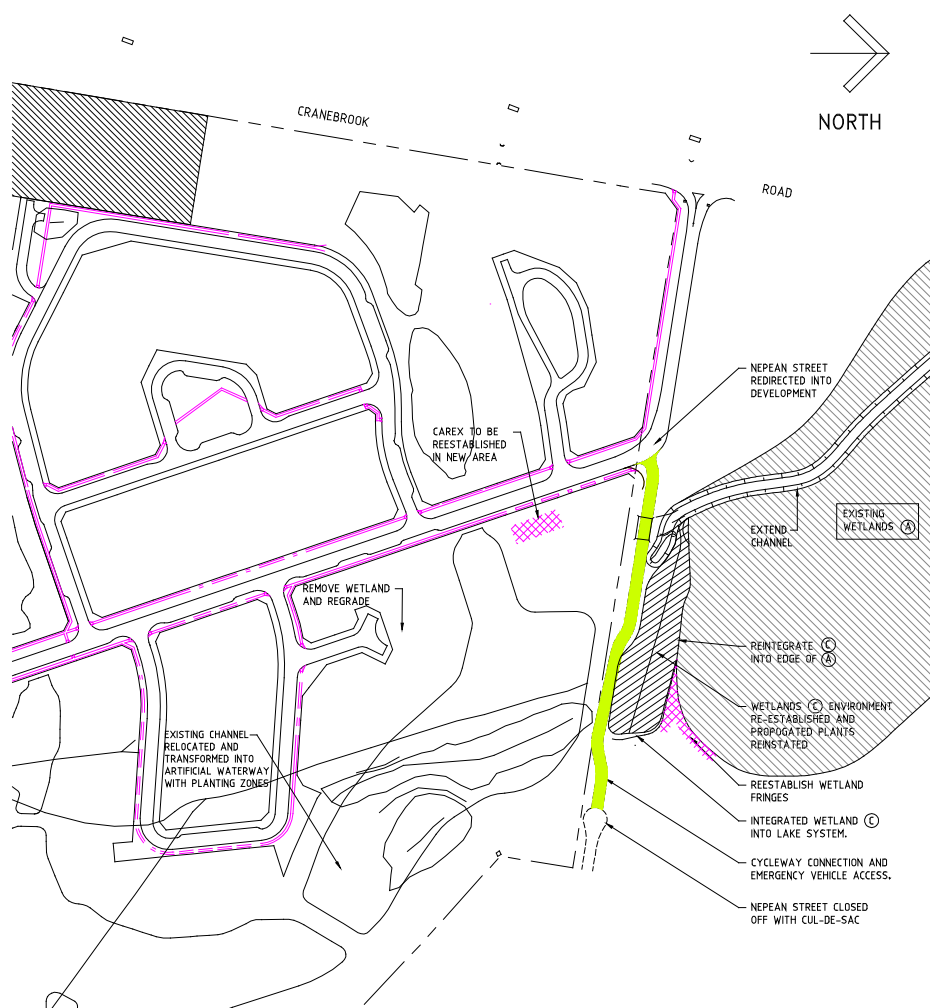 NORTH
CRANEBROOK
ROAD
NEPEAN STREET
REDIRECTED INTO
DEVELOPMENT
CAREX TO BE
REESTABLISHED
IN NEW AREA
EXISTING
WETLANDS A
EXTEND
CHANNEL
REMOVE WETLAND
AND REGRADE
REINTEGRATE C
INTO EDGE OF A
WETLANDS C ENVIRONMENT
RE-ESTABLISHED AND
PROPOGATED PLANTS
REINSTATED
EXISTING CHANNEL
RELOCATED AND
TRANSFORMED INTO
ARTIFICIAL WATERWAY
WITH PLANTING ZONES
REESTABLISH WETLAND
FRINGES
INTEGRATED WETLAND C
INTO LAKE SYSTEM.
CYCLEWAY CONNECTION AND
EMERGENCY VEHICLE ACCESS.
NEPEAN STREET CLOSED
OFF WITH CUL-DE-SAC